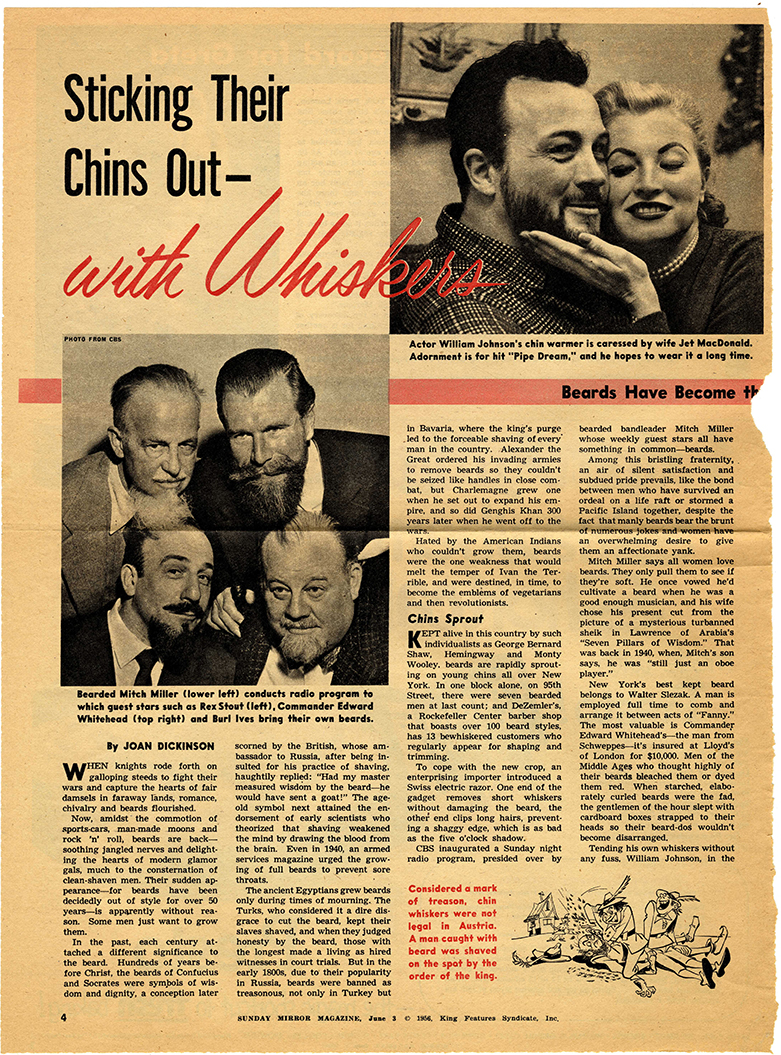 Sticking Their
Chins Out—
with Whiskers
Actor William Johnson's chin warmer is caressed by wife Jet MacDonald.
Adornment is for hit "Pipe Dream," and he hopes to wear it a long time.
PHOTO FROM CBS
Beards Have Become th
Bearded Mitch Miller (lower left) conducts radio program to
which guest stars such as Rex Stout (left), Commander Edward
Whitehead (top right) and Burl Ives bring their own beards.
By JOAN DICKINSON
WHEN knights rode forth on
galloping steeds to fight their
wars and capture the hearts of fair
damsels in faraway lands, romance,
chivalry and beards flourished.
Now, amidst the commotion of
sports-cars, man-made moons and
rock 'n' roll, beards are back—
soothing jangled nerves and delight-
ing the hearts of modern glamor
gals, much to the consternation of
clean-shaven men. Their sudden ap-
pearance—for beards have been
decidedly out of style for over 50
years—is apparently without rea-
son. Some men just want to grow
them.
In the past, each century at-
tached a different significance to
the beard. Hundreds of years be-
fore Christ, the beards of Confucius
and Socrates were symbols of wis-
dom and dignity, a conception later
scorned by the British, whose am-
bassador to Russia, after being in-
sulted for his practice of shaving,
haughtily replied: "Had my master
measured wisdom by the beard—he
would have sent a goat!" The age-
old symbol next attained the en-
dorsement of early scientists who
theorized that shaving weakened
the mind by drawing the blood from
the brain. Even in 1940, an armed
services magazine urged the grow-
ing of full beards to prevent sore
throats.
The ancient Egyptians grew beards
only during times of mourning. The
Turks, who considered it a dire dis-
grace to cut the beard, kept their
slaves shaved, and when they judged
honesty by the beard, those with
the longest made a living as hired
witnesses in court trials. But in the
early 1800s, due to their popularity
in Russia, beards were banned as
treasonous, not only in Turkey but
in Bavaria, where the king's purge
led to the forceable shaving of every
man in the country. Alexander the
Great ordered his invading armies
to remove beards so they couldn't
be seized like handles in close com-
bat, but Charlemagne grew one
when he set out to expand his em-
pire, and so did Genghis Khan 300
years later when he went off to the
wars.
Hated by the American Indians
who couldn't grow them, beards
were the one weakness that would
melt the temper of Ivan the Ter-
rible, and were destined, in time, to
become the emblems of vegetarians
and then revolutionists.
Chins Sprout
KEPT alive in this country by such
individualists as George Bernard
Shaw, Hemingway and Monty
Wooley. beards are rapidly sprout-
ing on young chins all over New
York. In one block alone, on 95th
Street, there were seven bearded
men at last count; and DeZemler's,
a Rockefeller Center barber shop
that boasts over 100 beard styles,
has 13 bewhiskered customers who
regularly appear for shaping and
trimming.
To cope with the new crop, an
enterprising importer introduced a
Swiss electric razor. One end of the
gadget removes short whiskers
without damaging the beard, the
other end clips long hairs, prevent-
ing a shaggy edge, which is as bad
as the five o'clock shadow.
CBS inaugurated a Sunday night
radio program, presided over by
bearded bandleader Mitch Miller
whose weekly guest stars all have
something in common—beards.
Among this bristling fraternity,
an air of silent satisfaction and
subdued pride prevails, like the bond
between men who have survived an
ordeal on a life raft or stormed a
Pacific Island together, despite the
fact that manly beards bear the brunt
of numerous jokes and women have
an overwhelming desire to give
them an affectionate yank.
Mitch Miller says all women love
beards. They only pull them to see if
they're soft. He once vowed he'd
cultivate a beard when he was a
good enough musician, and his wife
chose his present cut from the
picture of a mysterious turbanned
sheik in Lawrence of Arabia's
"Seven Pillars of Wisdom." That
was back in 1940, when, Mitch's son
says, he was "still just an oboe
player."
New York's best kept beard
belongs to Walter Slezak. A man is
employed full time to comb and
arrange it between acts of "Fanny."
The most valuable is Commander
Edward Whitehead's—the man from
Schweppes—it's insured at Lloyd's
of London for $10,000. Men of the
Middle Ages who thought highly of
their beards bleached them or dyed
them red. When starched, elabo-
rately curled beards were the fad,
the gentlemen of the hour slept with
cardboard boxes strapped to their
heads so their beard-dos wouldn't
become disarranged.
Tending his own whiskers without
any fuss, William Johnson, in the
Considered a mark
of treason, chin
whiskers were not
legal in Austria.
A man caught with
beard was shaved
on the spot by the
order of the king.
4
SUNDAY MIRROR MAGAZINE, June 3 © 1956, King Features Syndicate, Inc.